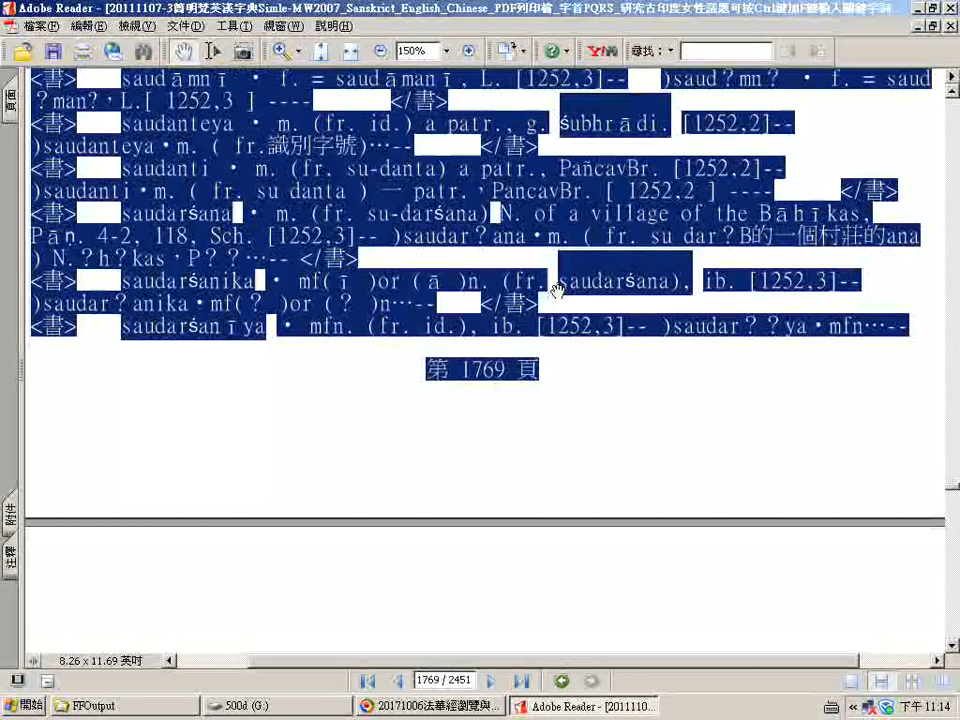 Adobe Reader - [20111107-3簡明梵英漢字典Simle-MW2007_Sanskrict_English_Chinese_PDF列印檔_字首PQRS_研究古印度女性議題可按Ctrl鍵加F鍵輸入關鍵字詞
檔案(F) 編輯(E) 檢視(V) 文件(D) 工具(T) 視窗(W) 說明(H)
150% 尋找：
頁面
<書> saudāmnī ‧ f. = saudāmanī, L. [1252,3]-- )saud?mn? ‧ f. = saud
?man?，L.[ 1252,3 ] ---- </書>
<書> saudanteya ‧ m. (fr. id.) a patr., g. śubhrādi. [1252,2]--
)saudanteya‧m. ( fr.識別字號)…-- </書>
<書> saudanti ‧ m. (fr. su-danta) a patr., PañcavBr. [1252,2]--
)saudanti‧m. ( fr. su danta ) 一 patr.，PancavBr. [ 1252,2 ] ---- </書>
<書> saudarśana ‧ m. (fr. su-darśana) N. of a village of the Bāhīkas,
Pāṇ. 4-2, 118, Sch. [1252,3]-- )saudar？ana‧m. ( fr. su dar？B的一個村莊的ana
) N.？h？kas，P？？…-- </書>
<書> saudarśanika ‧ mf(ī )or (ā )n. (fr. saudarśana), ib. [1252,3]--
)saudar？anika‧mf(？ )or (？ )n…-- </書>
<書> saudarśanīya ‧ mfn. (fr. id.), ib. [1252,3]-- )saudar？？ya‧mfn…--
第 1769 頁
附件
注釋
8.26 x 11.69 英吋
1769 / 2451
開始 FFOutput 500d (G:) 20171006法華經瀏覽與... Adobe Reader - [2011110... 下午 11:14